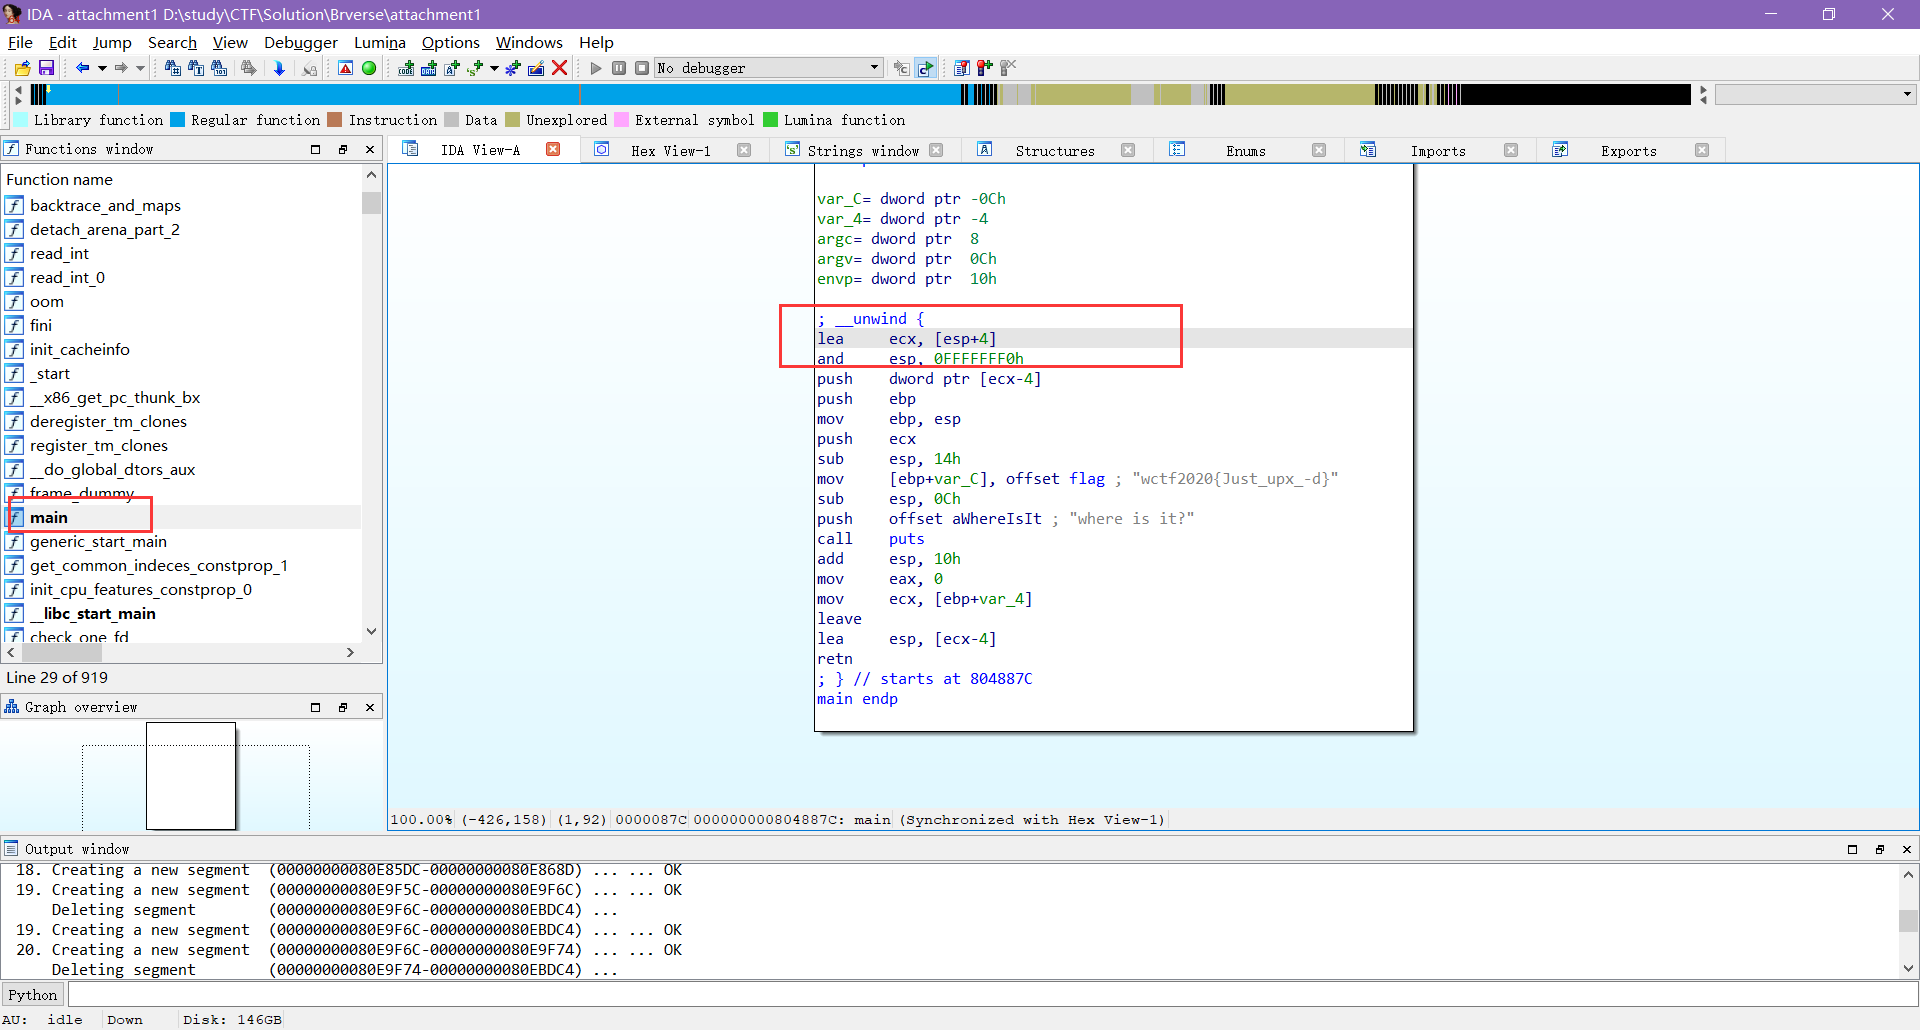 IDA - attachment1 D:\study\CTF\Solution\Brverse\attachment1
File Edit Jump Search View Debugger Lumina Options Windows Help
No debugger
Library function Regular function Instruction Data Unexplored External symbol Lumina function
Functions window
IDA View-A Hex View-1 Strings window Structures Enums Imports Exports
Function name
backtrace_and_maps
detach_arena_part_2
read_int
read_int_0
oom
fini
init_cacheinfo
_start
__x86_get_pc_thunk_bx
deregister_tm_clones
register_tm_clones
__do_global_dtors_aux
frame_dummy
main
generic_start_main
get_common_indeces_constprop_1
init_cpu_features_constprop_0
__libc_start_main
check_one_fd
Line 29 of 919
Graph overview
var_C= dword ptr -0Ch
var_4= dword ptr -4
argc= dword ptr  8
argv= dword ptr  0Ch
envp= dword ptr  10h
; __unwind {
lea     ecx, [esp+4]
and     esp, 0FFFFFFF0h
push    dword ptr [ecx-4]
push    ebp
mov     ebp, esp
push    ecx
sub     esp, 14h
mov     [ebp+var_C], offset flag ; "wctf2020{Just_upx_-d}"
sub     esp, 0Ch
push    offset aWhereIsIt ; "where is it?"
call    puts
add     esp, 10h
mov     eax, 0
mov     ecx, [ebp+var_4]
leave
lea     esp, [ecx-4]
retn
; } // starts at 804887C
main endp
100.00% (-426,158) (1,92) 0000087C 000000000804887C: main (Synchronized with Hex View-1)
Output window
18. Creating a new segment  (00000000080E85DC-00000000080E868D) ... ... OK
19. Creating a new segment  (00000000080E9F5C-00000000080E9F6C) ... ... OK
Deleting segment        (00000000080E9F6C-00000000080EBDC4) ...
19. Creating a new segment  (00000000080E9F6C-00000000080EBDC4) ... ... OK
20. Creating a new segment  (00000000080E9F6C-00000000080E9F74) ... ... OK
Deleting segment        (00000000080E9F74-00000000080EBDC4) ...
Python
AU: idle Down Disk: 146GB